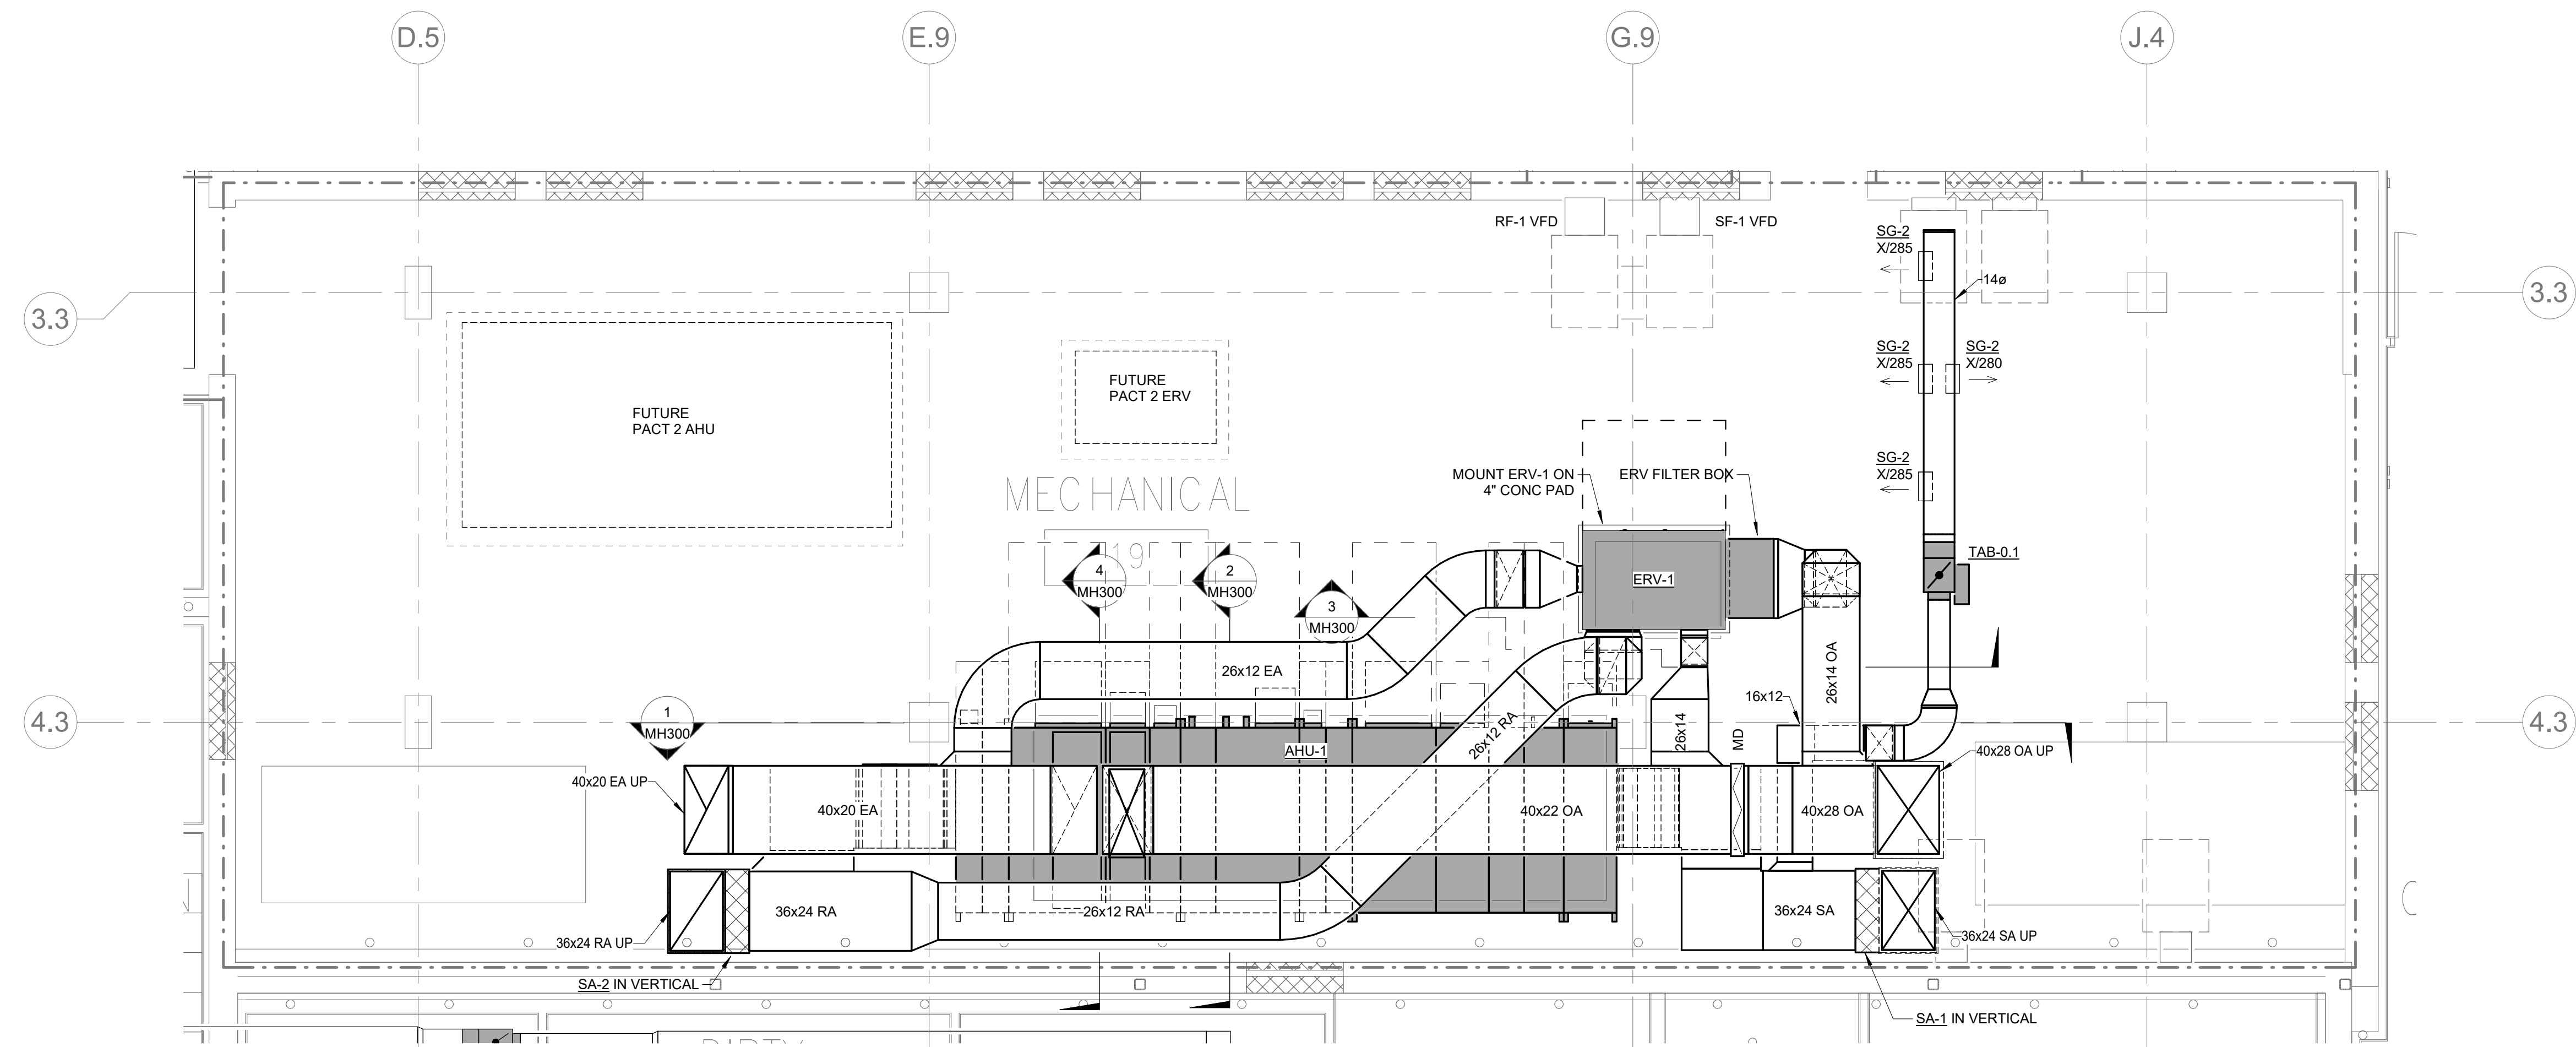 D.5
E.9
G.9
J.4
RF-1 VFD
SF-1 VFD
SG-2
X/285
14ø
3.3
3.3
FUTURE
PACT 2 AHU
FUTURE
PACT 2 ERV
SG-2
X/285
SG-2
X/280
MECHANICAL
19
MOUNT ERV-1 ON
4" CONC PAD
ERV FILTER BOX
SG-2
X/285
TAB-0.1
ERV-1
4
MH300
2
MH300
3
MH300
26x12 EA
26x14 OA
16x12
1
MH300
4.3
4.3
26x12 RA
26x14
MD
AHU-1
40x28 OA UP
40x20 EA UP
40x20 EA
40x22 OA
40x28 OA
36x24 RA
26x12 RA
36x24 SA
36x24 RA UP
36x24 SA UP
SA-2 IN VERTICAL
SA-1 IN VERTICAL